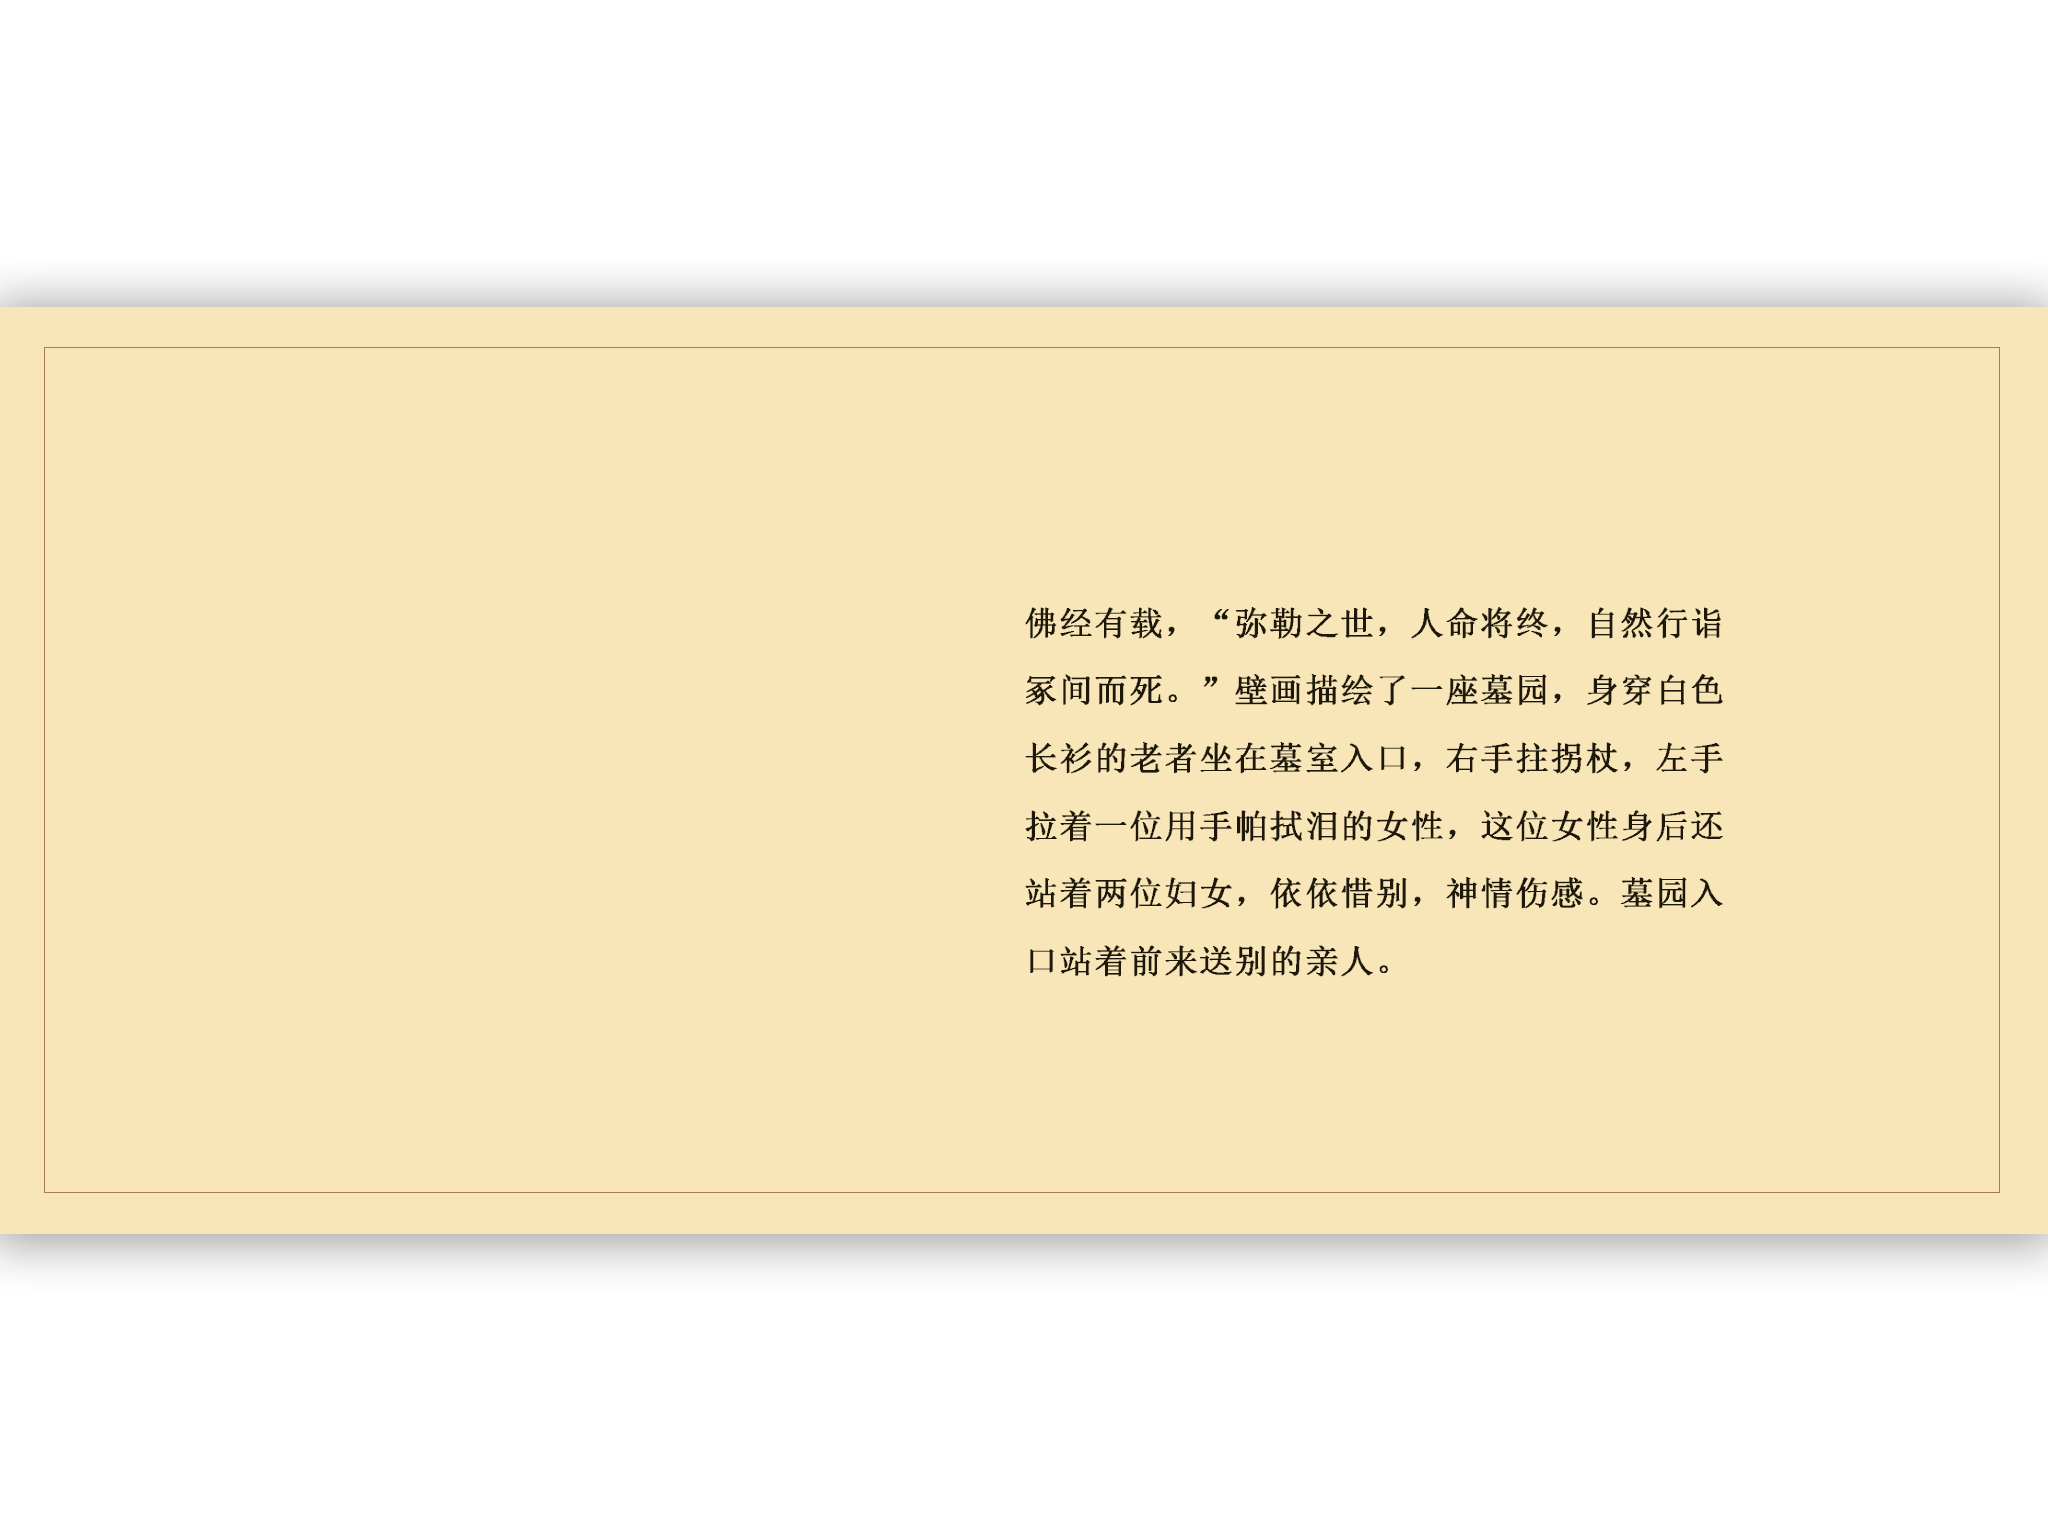 佛经有载，“弥勒之世，人命将终，自然行诣
冢间而死。”壁画描绘了一座墓园，身穿白色
长衫的老者坐在墓室入口，右手拄拐杖，左手
拉着一位用手帕拭泪的女性，这位女性身后还
站着两位妇女，依依惜别，神情伤感。墓园入
口站着前来送别的亲人。